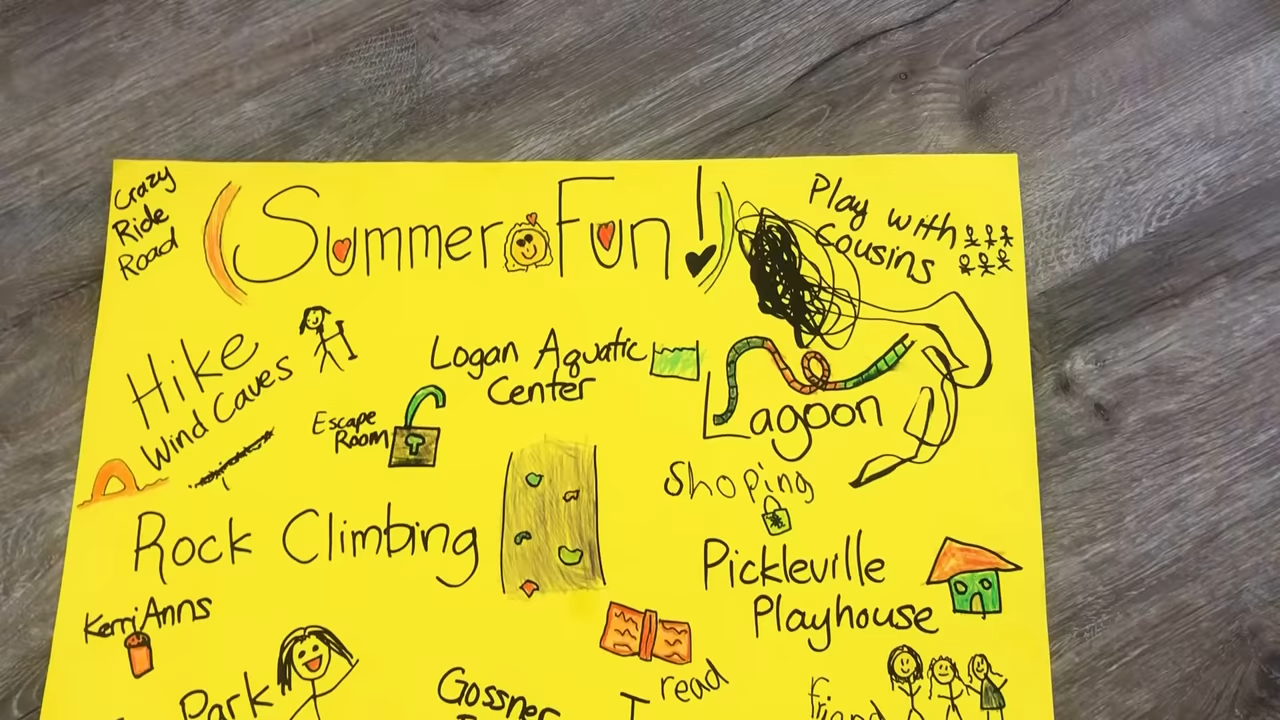 Crazy
Ride
Road
(Summer Fun!)
Play with
cousins
Hike
Wind Caves
Logan Aquatic
Center
Lagoon
Escape
Room
Shoping
Rock Climbing
Pickleville
Playhouse
KerriAnns
Park
Gossner
read
friend